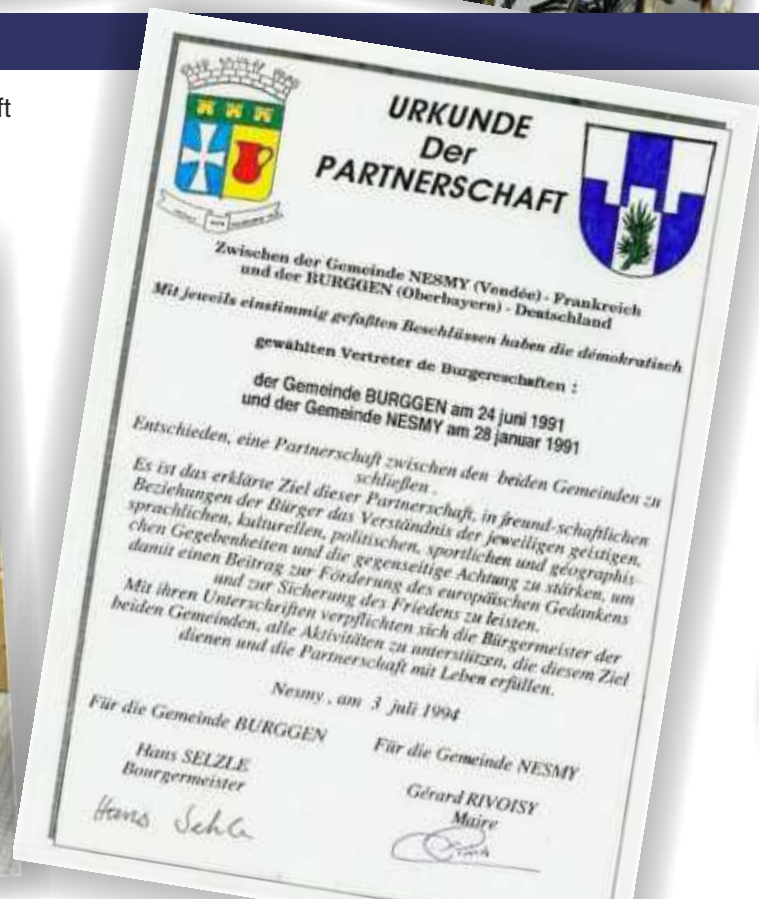 ft
URKUNDE
Der
PARTNERSCHAFT
Zwischen der Gemeinde NESMY (Vendée) - Frankreich
und der BURGGEN (Oberbayern) - Deutschland
Mit jeweils einstimmig gefaßten Beschlüssen haben die démokratisch
gewählten Vertreter de Burgereschaften :
der Gemeinde BURGGEN am 24 juni 1991
und der Gemeinde NESMY am 28 januar 1991
Entschieden, eine Partnerschaft zwischen den beiden Gemeinden zu
schließen .
Es ist das erklärte Ziel dieser Partnerschaft, in freund-schaftlichen
Beziehungen der Bürger das Verständnis der jeweiligen geistigen,
sprachlichen, kulturellen, politischen, sportlichen und géographis-
chen Gegebenheiten und die gegenseitige Achtung zu stärken, um
damit einen Beitrag zur Förderung des européischen Gedankens
und zur Sicherung des Friedens zu leisten.
Mit ihren Unterschriften verpflichten sich die Bürgermeister der
beiden Gemeinden, alle Aktivitäten zu unterstützen, die diesem Ziel
dienen und die Partnerschaft mit Leben erfüllen.
Nesmy , am 3 juli 1994
Für die Gemeinde BURGGEN
Für die Gemeinde NESMY
Hans SELZLE
Bourgermeister
Gérard RIVOISY
Maire
Hans